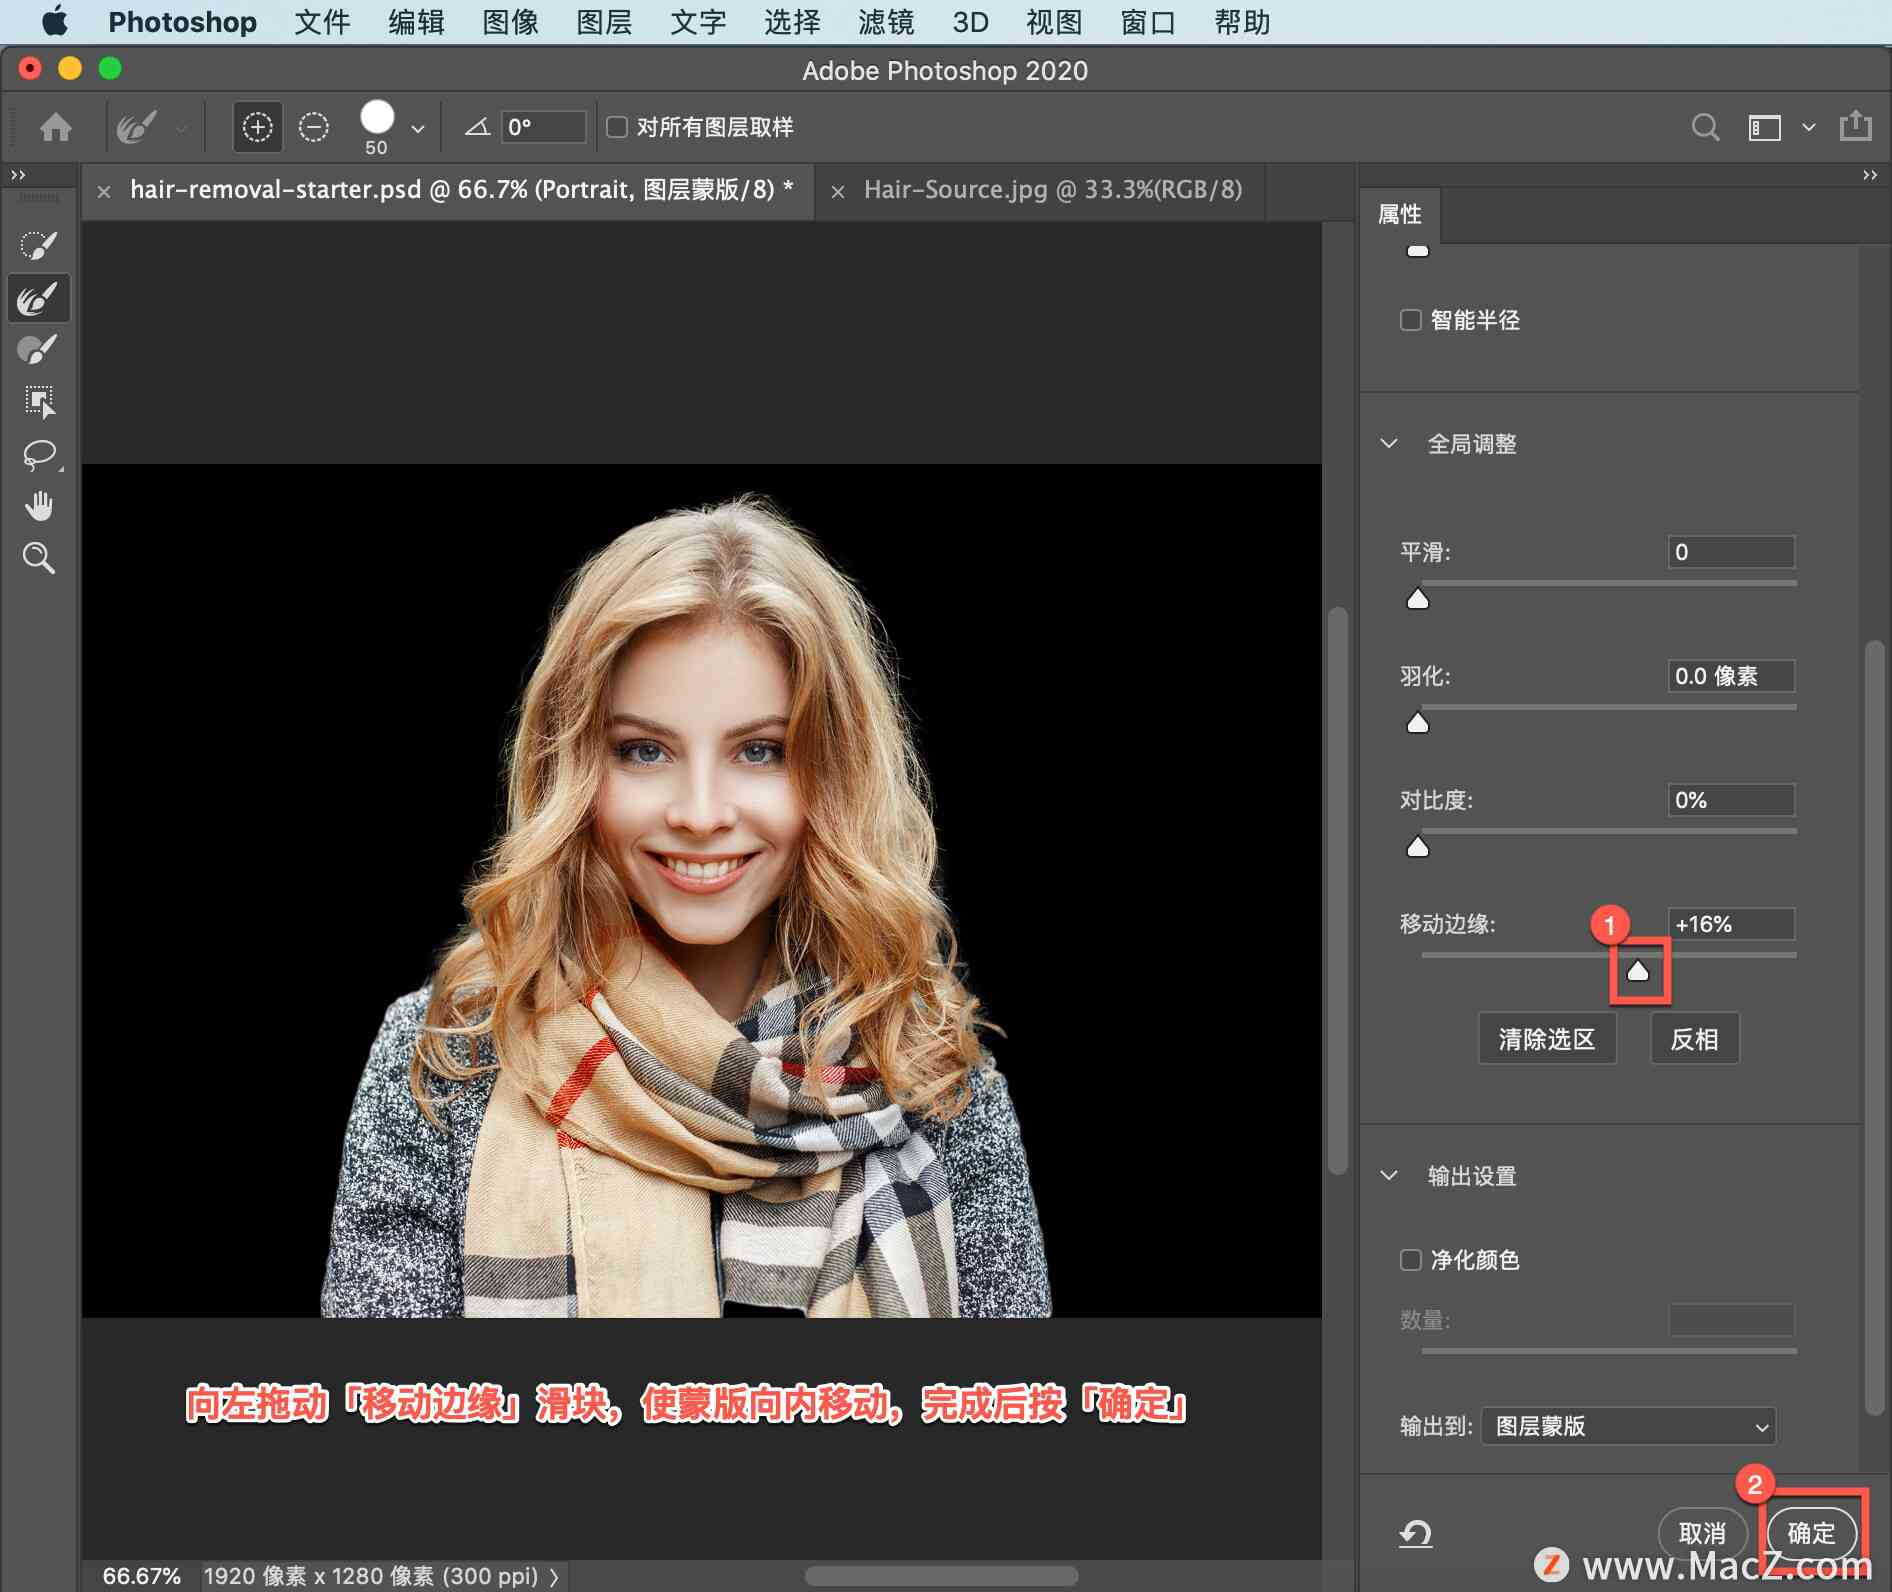 Photoshop 文件 编辑 图像 图层 文字 选择 滤镜 3D 视图 窗口 帮助
Adobe Photoshop 2020
50
0°
对所有图层取样
hair-removal-starter.psd @ 66.7% (Portrait, 图层蒙版/8) *
Hair-Source.jpg @ 33.3%(RGB/8)
属性
智能半径
全局调整
平滑: 0
羽化: 0.0 像素
对比度: 0%
移动边缘: 1 +16%
清除选区 反相
输出设置
净化颜色
数量:
输出到: 图层蒙版
向左拖动「移动边缘」滑块，使蒙版向内移动，完成后按「确定」
2
取消 确定
Z www.MacZ.com
66.67% 1920 像素 x 1280 像素 (300 ppi)